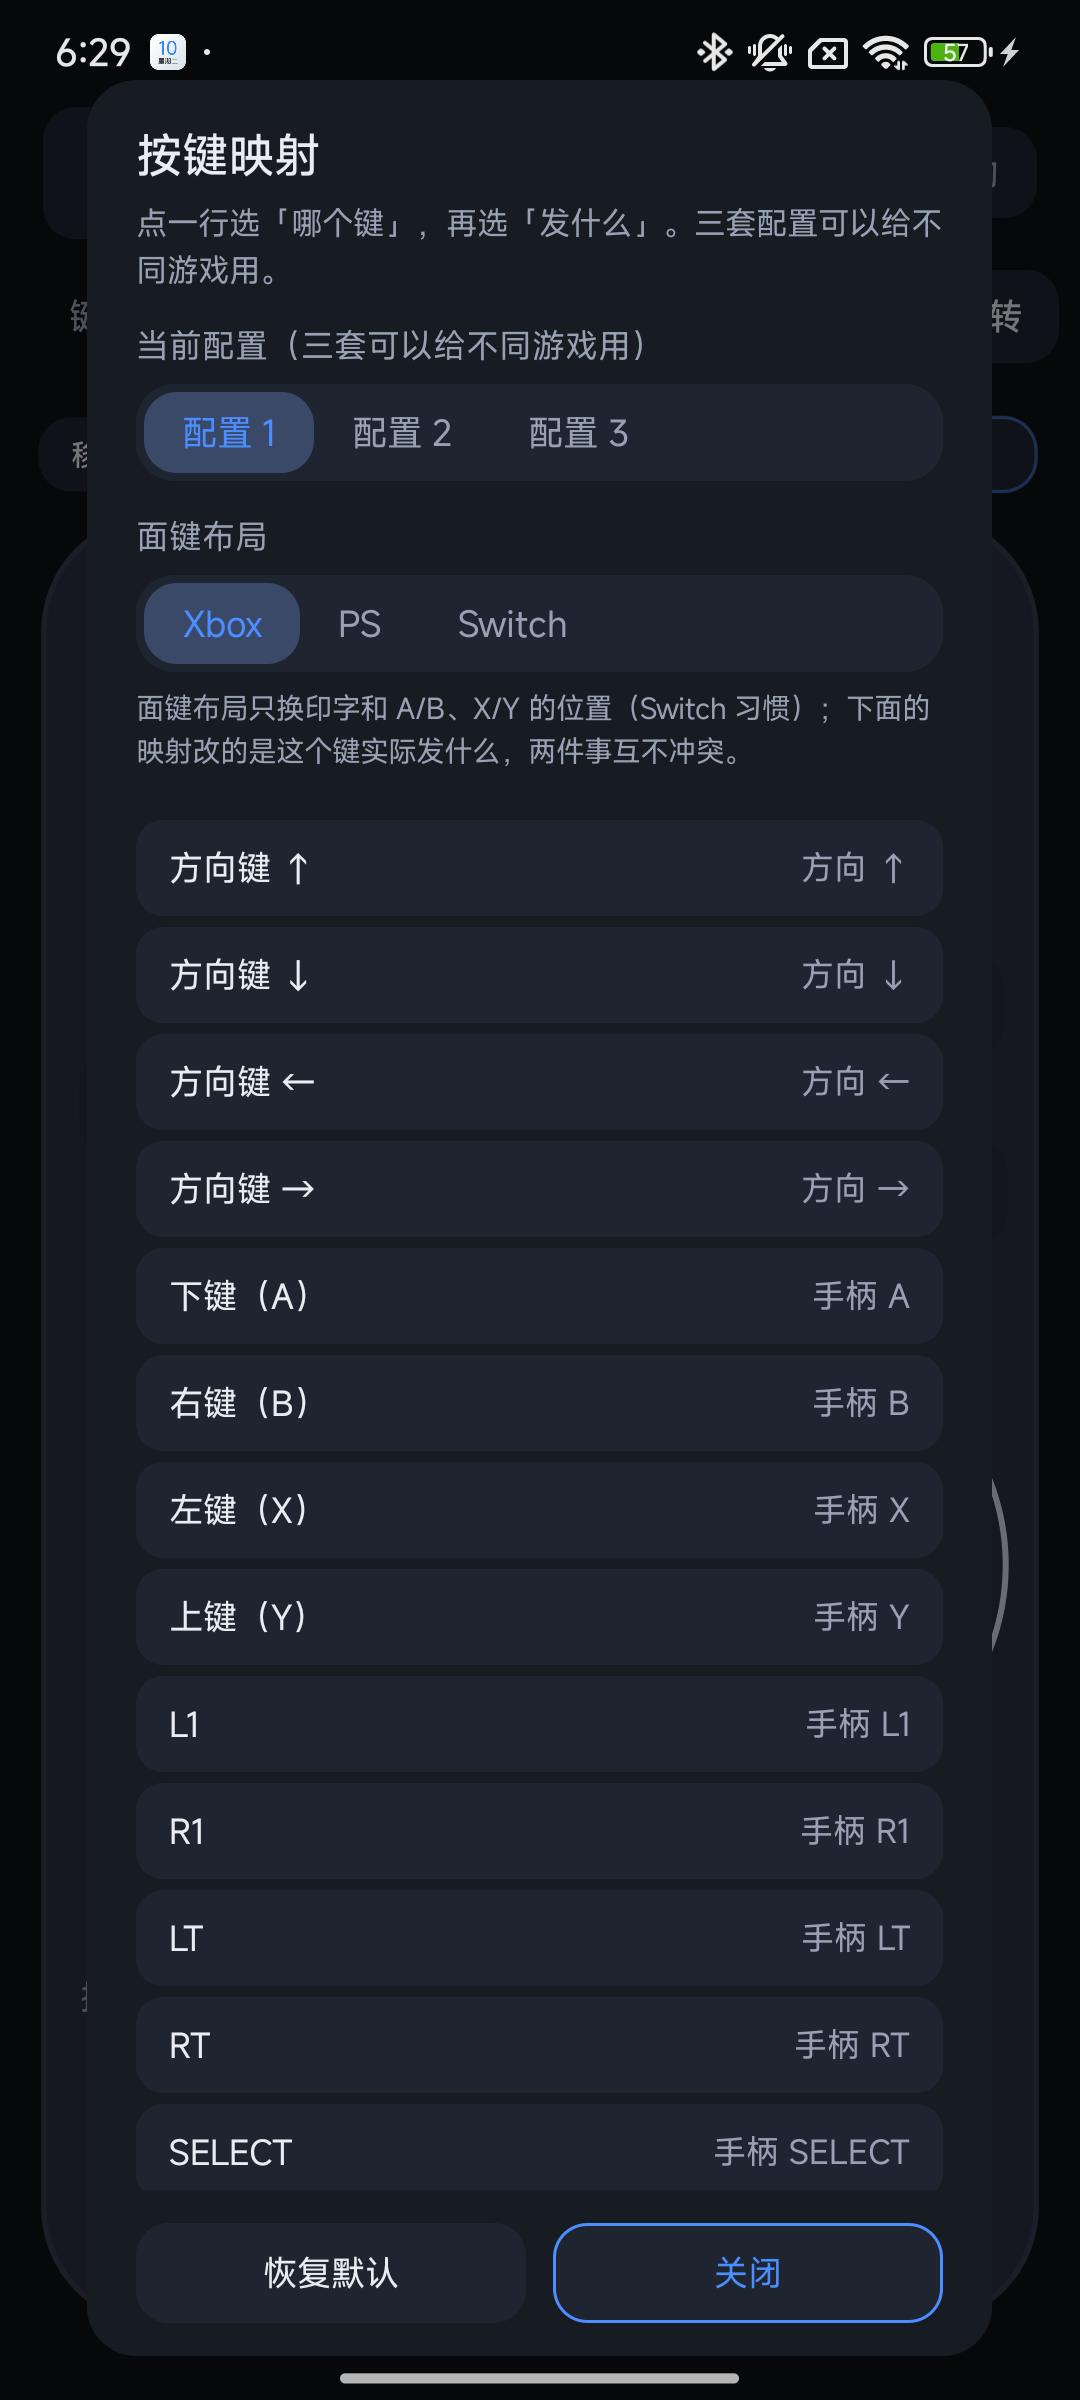 6:29
10
57
按键映射
点一行选「哪个键」，再选「发什么」。三套配置可以给不
同游戏用。
当前配置（三套可以给不同游戏用）
配置 1 配置 2 配置 3
转
面键布局
Xbox PS Switch
面键布局只换印字和 A/B、X/Y 的位置（Switch 习惯）；下面的
映射改的是这个键实际发什么，两件事互不冲突。
方向键 ↑ 方向 ↑
方向键 ↓ 方向 ↓
方向键 ← 方向 ←
方向键 → 方向 →
下键（A） 手柄 A
右键（B） 手柄 B
左键（X） 手柄 X
上键（Y） 手柄 Y
L1 手柄 L1
R1 手柄 R1
LT 手柄 LT
RT 手柄 RT
SELECT 手柄 SELECT
恢复默认 关闭